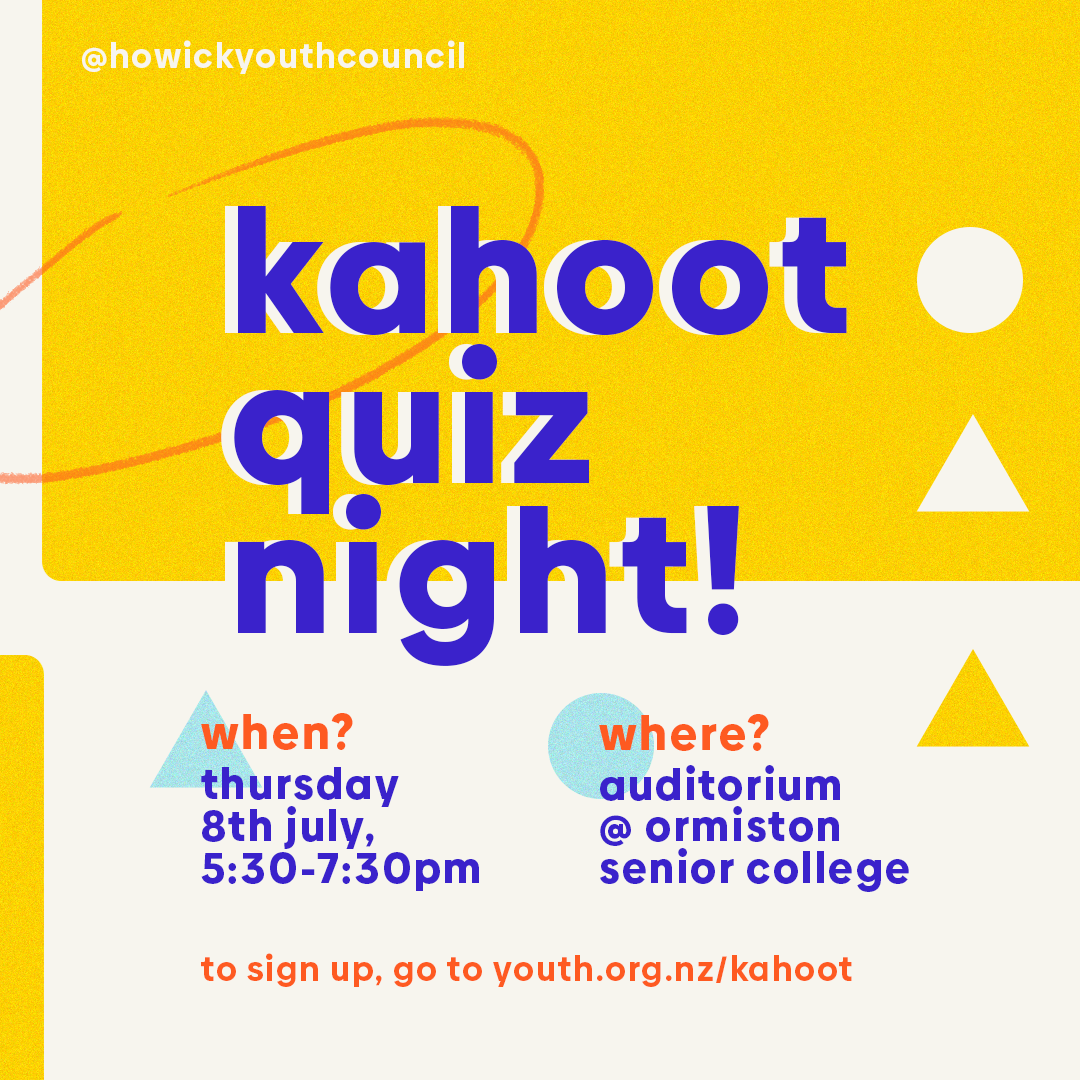 @howickyouthcouncil
kahoot
quiz
night!
when?
thursday
8th july,
5:30-7:30pm
where?
auditorium
@ ormiston
senior college
to sign up, go to youth.org.nz/kahoot